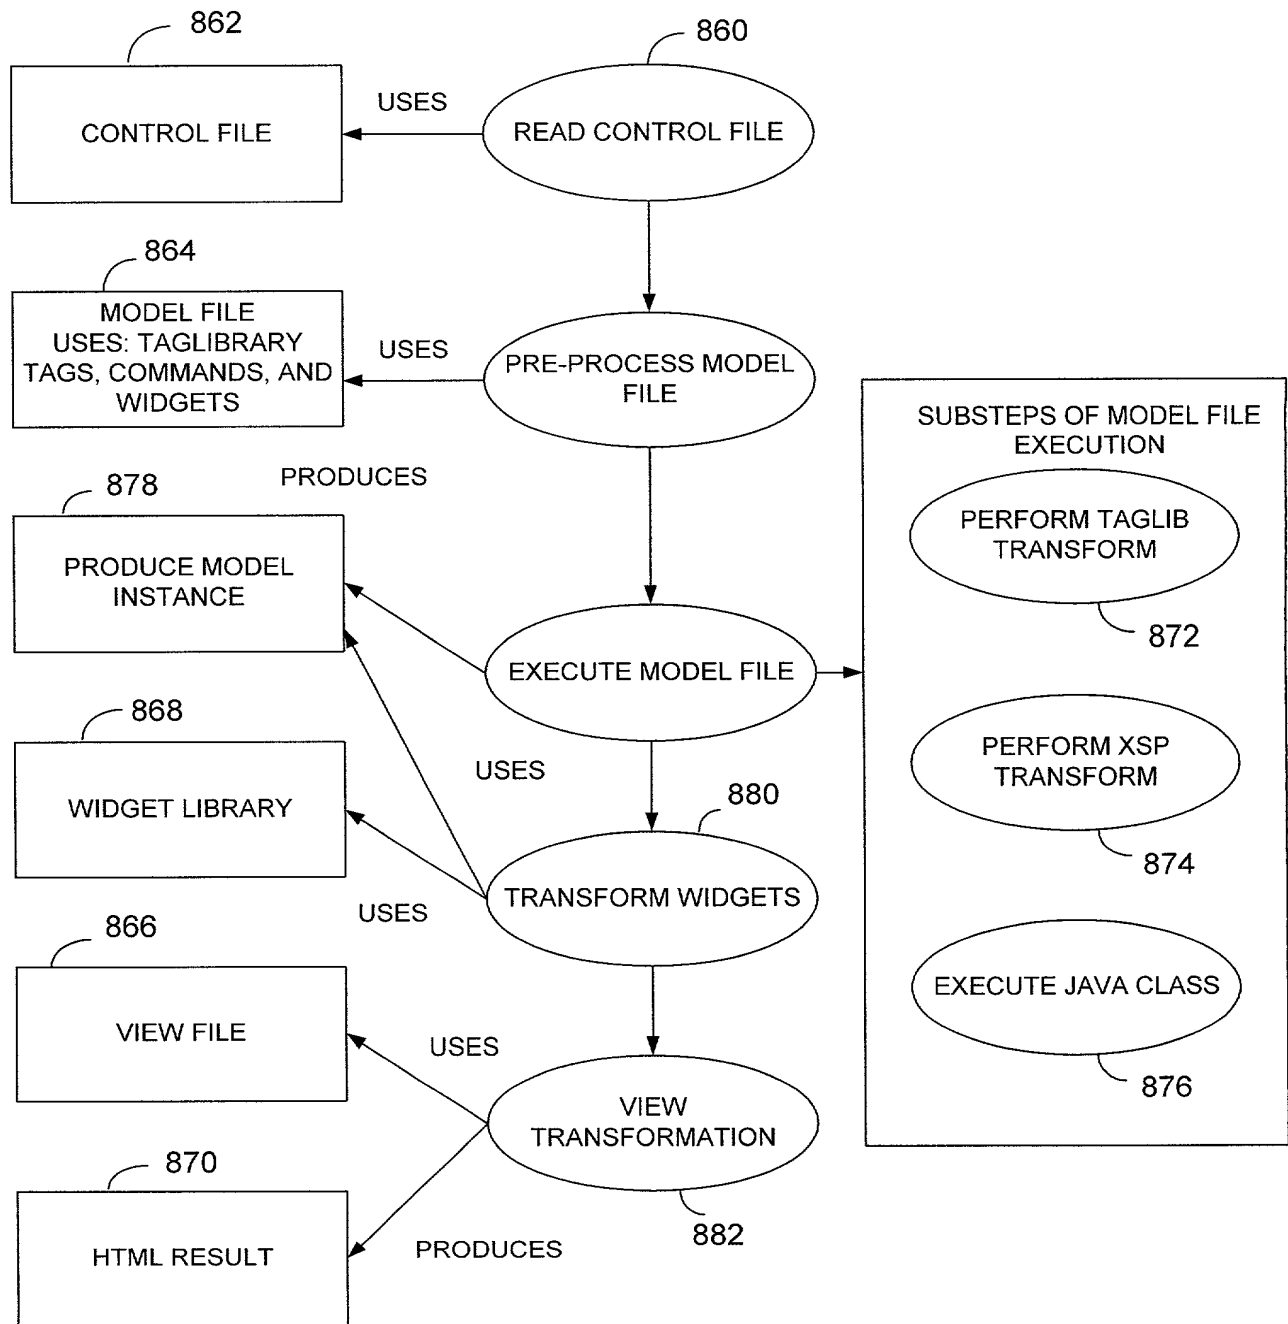 862
860
CONTROL FILE
USES
READ CONTROL FILE
864
MODEL FILE
USES: TAGLIBRARY
TAGS, COMMANDS, AND
WIDGETS
USES
PRE-PROCESS MODEL
FILE
SUBSTEPS OF MODEL FILE
EXECUTION
878
PRODUCES
PRODUCE MODEL
INSTANCE
PERFORM TAGLIB
TRANSFORM
872
EXECUTE MODEL FILE
868
WIDGET LIBRARY
USES
880
PERFORM XSP
TRANSFORM
874
TRANSFORM WIDGETS
USES
866
VIEW FILE
USES
EXECUTE JAVA CLASS
876
VIEW
TRANSFORMATION
882
870
HTML RESULT
PRODUCES